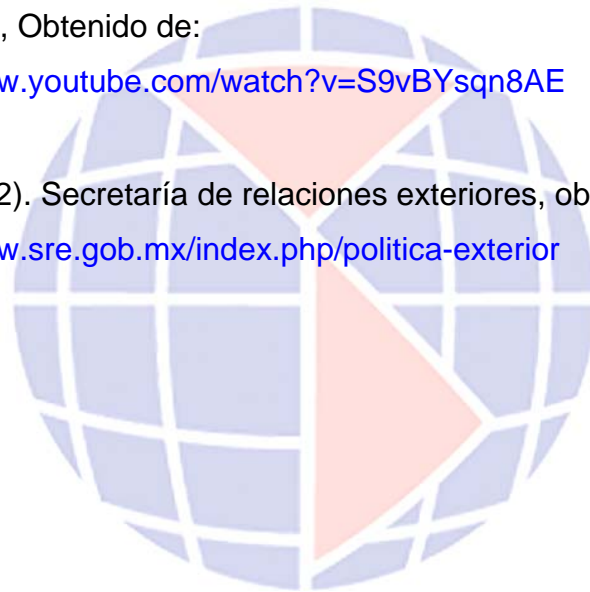 , Obtenido de:
w.youtube.com/watch?v=S9vBYsqn8AE
2). Secretaría de relaciones exteriores, ob
w.sre.gob.mx/index.php/politica-exterior